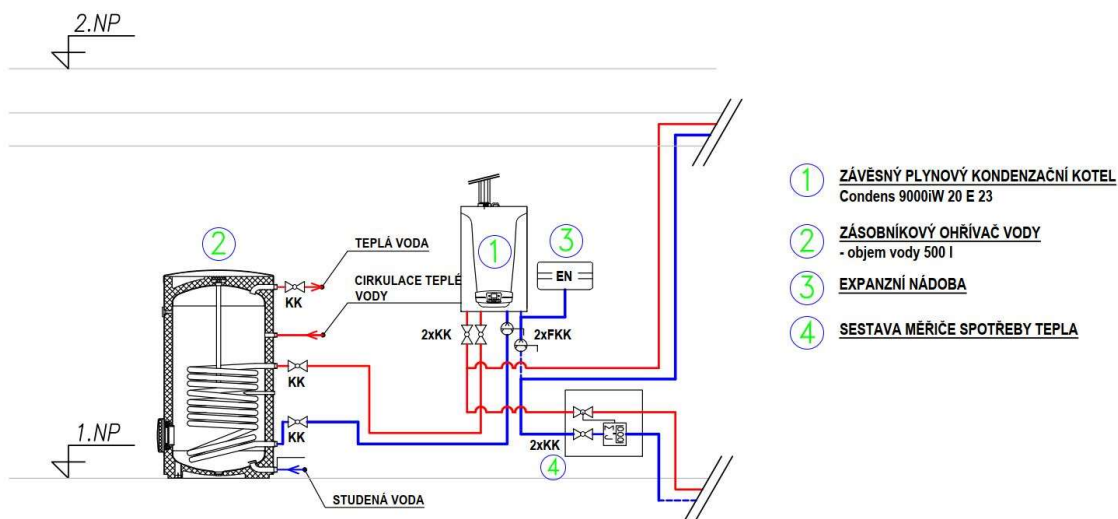 2.NP
1
ZÁVĚSNÝ PLYNOVÝ KONDENZAČNÍ KOTEL
Condens 9000iW 20 E 23
2
ZÁSOBNÍKOVÝ OHŘÍVAČ VODY
- objem vody 500 l
3
EXPANZNÍ NÁDOBA
4
SESTAVA MĚŘIČE SPOTŘEBY TEPLA
2
TEPLÁ VODA
1
3
EN
KK
CIRKULACE TEPLÉ
VODY
2xKK
2xFKK
KK
KK
1.NP
2xKK
4
STUDENÁ VODA